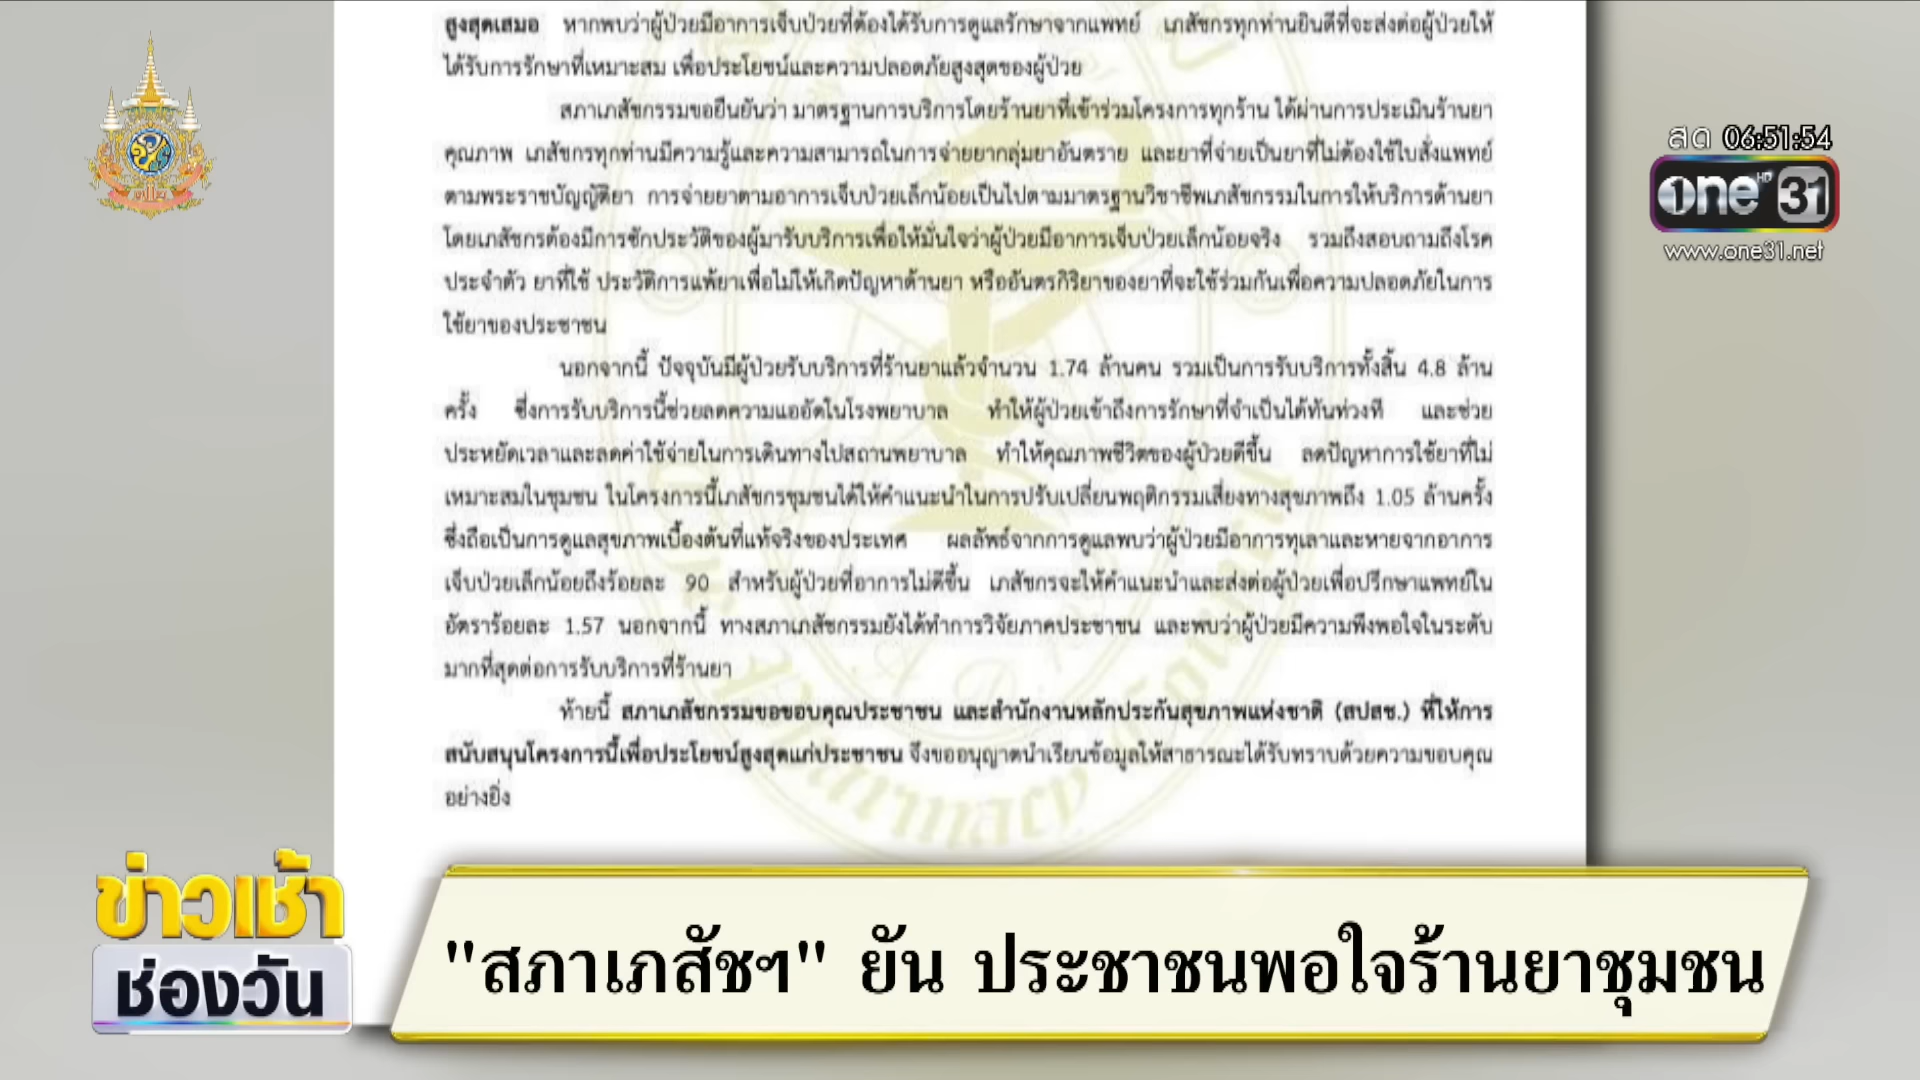 สูงสุดเสมอ หากพบว่าผู้ป่วยมีอาการเจ็บป่วยที่ต้องได้รับการดูแลรักษาจากแพทย์ เภสัชกรทุกท่านยินดีที่จะส่งต่อผู้ป่วยให้
ได้รับการรักษาที่เหมาะสม เพื่อประโยชน์และความปลอดภัยสูงสุดของผู้ป่วย
สภาเภสัชกรรมขอยืนยันว่า มาตรฐานการบริการโดยร้านยาที่เข้าร่วมโครงการทุกร้าน ได้ผ่านการประเมินร้านยา
คุณภาพ เภสัชกรทุกท่านมีความรู้และความสามารถในการจ่ายยากลุ่มยาอันตราย และยาที่จ่ายเป็นยาที่ไม่ต้องใช้ใบสั่งแพทย์
ตามพระราชบัญญัติยา การจ่ายยาตามอาการเจ็บป่วยเล็กน้อยเป็นไปตามมาตรฐานวิชาชีพเภสัชกรรมในการให้บริการด้านยา
โดยเภสัชกรต้องมีการซักประวัติของผู้มารับบริการเพื่อให้มั่นใจว่าผู้ป่วยมีอาการเจ็บป่วยเล็กน้อยจริง รวมถึงสอบถามถึงโรค
ประจำตัว ยาที่ใช้ ประวัติการแพ้ยาเพื่อไม่ให้เกิดปัญหาด้านยา หรืออันตรกิริยาของยาที่จะใช้ร่วมกันเพื่อความปลอดภัยในการ
ใช้ยาของประชาชน
นอกจากนี้ ปัจจุบันมีผู้ป่วยรับบริการที่ร้านยาแล้วจำนวน 1.74 ล้านคน รวมเป็นการรับบริการทั้งสิ้น 4.8 ล้าน
ครั้ง ซึ่งการรับบริการนี้ช่วยลดความแออัดในโรงพยาบาล ทำให้ผู้ป่วยเข้าถึงการรักษาที่จำเป็นได้ทันท่วงที และช่วย
ประหยัดเวลาและลดค่าใช้จ่ายในการเดินทางไปสถานพยาบาล ทำให้คุณภาพชีวิตของผู้ป่วยดีขึ้น ลดปัญหาการใช้ยาที่ไม่
เหมาะสมในชุมชน ในโครงการนี้เภสัชกรชุมชนได้ให้คำแนะนำในการปรับเปลี่ยนพฤติกรรมเสี่ยงทางสุขภาพถึง 1.05 ล้านครั้ง
ซึ่งถือเป็นการดูแลสุขภาพเบื้องต้นที่แท้จริงของประเทศ ผลลัพธ์จากการดูแลพบว่าผู้ป่วยมีอาการทุเลาและหายจากอาการ
เจ็บป่วยเล็กน้อยถึงร้อยละ 90 สำหรับผู้ป่วยที่อาการไม่ดีขึ้น เภสัชกรจะให้คำแนะนำและส่งต่อผู้ป่วยเพื่อปรึกษาแพทย์ใน
อัตราร้อยละ 1.57 นอกจากนี้ ทางสภาเภสัชกรรมยังได้ทำการวิจัยภาคประชาชน และพบว่าผู้ป่วยมีความพึงพอใจในระดับ
มากที่สุดต่อการรับบริการที่ร้านยา
ท้ายนี้ สภาเภสัชกรรมขอขอบคุณประชาชน และสำนักงานหลักประกันสุขภาพแห่งชาติ (สปสช.) ที่ให้การ
สนับสนุนโครงการนี้เพื่อประโยชน์สูงสุดแก่ประชาชน จึงขออนุญาตนำเรียนข้อมูลให้สาธารณะได้รับทราบด้วยความขอบคุณ
อย่างยิ่ง
Pharmacy Council
สด 06:51:54
one HD 31
www.one31.net
ข่าวเช้า
ช่องวัน
"สภาเภสัชฯ" ยัน ประชาชนพอใจร้านยาชุมชน